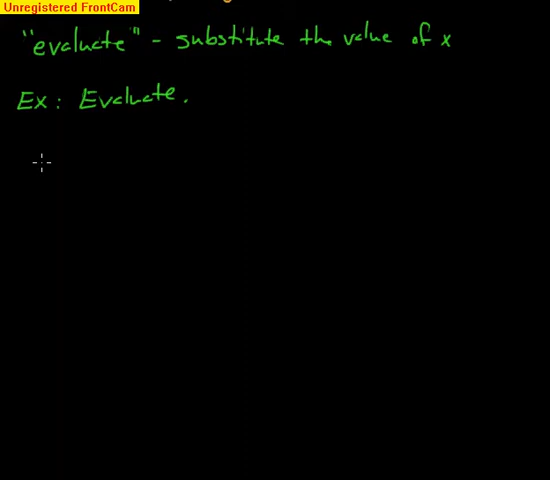 Unregistered FrontCam
"evaluate" - substitute the value of x
Ex: Evaluate.